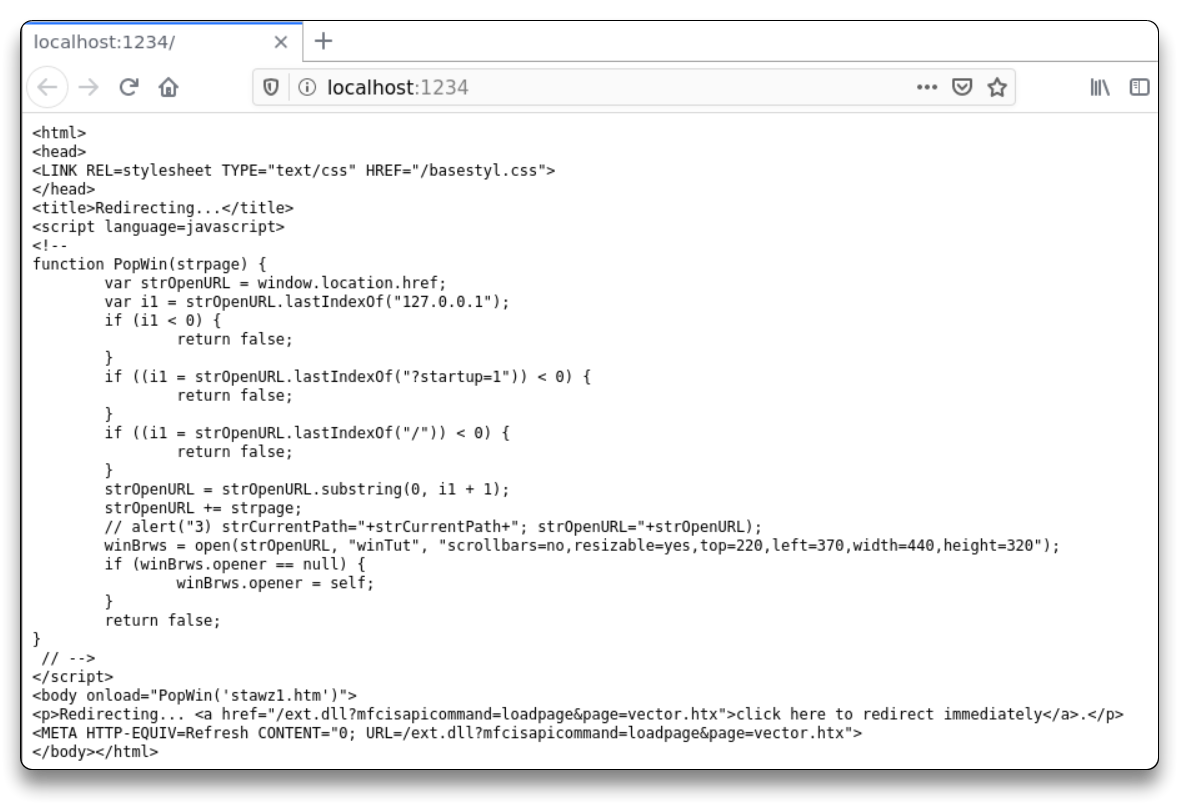 localhost:1234/
localhost:1234
<html>
<head>
<LINK REL=stylesheet TYPE="text/css" HREF="/basestyl.css">
</head>
<title>Redirecting...</title>
<script language=javascript>
<!--
function PopWin(strpage) {
        var strOpenURL = window.location.href;
        var i1 = strOpenURL.lastIndexOf("127.0.0.1");
        if (i1 < 0) {
                return false;
        }
        if ((i1 = strOpenURL.lastIndexOf("?startup=1")) < 0) {
                return false;
        }
        if ((i1 = strOpenURL.lastIndexOf("/")) < 0) {
                return false;
        }
        strOpenURL = strOpenURL.substring(0, i1 + 1);
        strOpenURL += strpage;
        // alert("3) strCurrentPath="+strCurrentPath+"; strOpenURL="+strOpenURL);
        winBrws = open(strOpenURL, "winTut", "scrollbars=no,resizable=yes,top=220,left=370,width=440,height=320");
        if (winBrws.opener == null) {
                winBrws.opener = self;
        }
        return false;
}
 // -->
</script>
<body onload="PopWin('stawz1.htm')">
<p>Redirecting... <a href="/ext.dll?mfcisapicommand=loadpage&page=vector.htx">click here to redirect immediately</a>.</p>
<META HTTP-EQUIV=Refresh CONTENT="0; URL=/ext.dll?mfcisapicommand=loadpage&page=vector.htx">
</body></html>